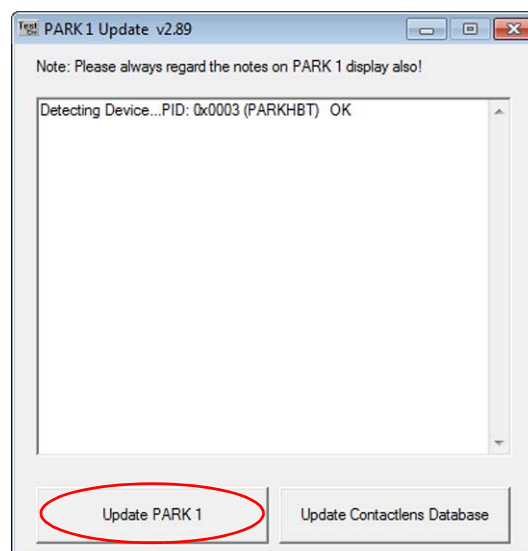 PARK 1 Update v2.89
Note: Please always regard the notes on PARK 1 display also!
Detecting Device...PID: 0x0003 (PARKHBT) OK
Update PARK 1
Update Contactlens Database